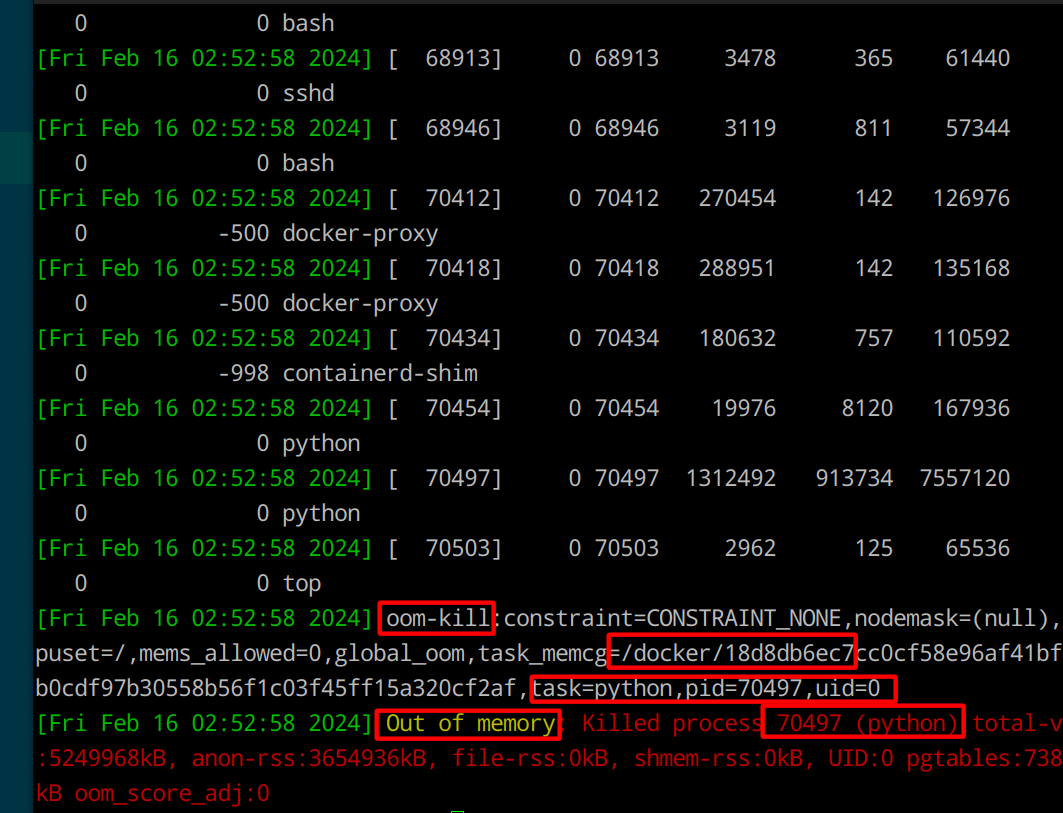 0 0 bash
[Fri Feb 16 02:52:58 2024] [ 68913] 0 68913 3478 365 61440
0 0 sshd
[Fri Feb 16 02:52:58 2024] [ 68946] 0 68946 3119 811 57344
0 0 bash
[Fri Feb 16 02:52:58 2024] [ 70412] 0 70412 270454 142 126976
0 -500 docker-proxy
[Fri Feb 16 02:52:58 2024] [ 70418] 0 70418 288951 142 135168
0 -500 docker-proxy
[Fri Feb 16 02:52:58 2024] [ 70434] 0 70434 180632 757 110592
0 -998 containerd-shim
[Fri Feb 16 02:52:58 2024] [ 70454] 0 70454 19976 8120 167936
0 0 python
[Fri Feb 16 02:52:58 2024] [ 70497] 0 70497 1312492 913734 7557120
0 0 python
[Fri Feb 16 02:52:58 2024] [ 70503] 0 70503 2962 125 65536
0 0 top
[Fri Feb 16 02:52:58 2024] oom-kill:constraint=CONSTRAINT_NONE,nodemask=(null),
puset=/,mems_allowed=0,global_oom,task_memcg=/docker/18d8db6ec7cc0cf58e96af41bf
b0cdf97b30558b56f1c03f45ff15a320cf2af,task=python,pid=70497,uid=0
[Fri Feb 16 02:52:58 2024] Out of memory: Killed process 70497 (python) total-v
:5249968kB, anon-rss:3654936kB, file-rss:0kB, shmem-rss:0kB, UID:0 pgtables:738
kB oom_score_adj:0